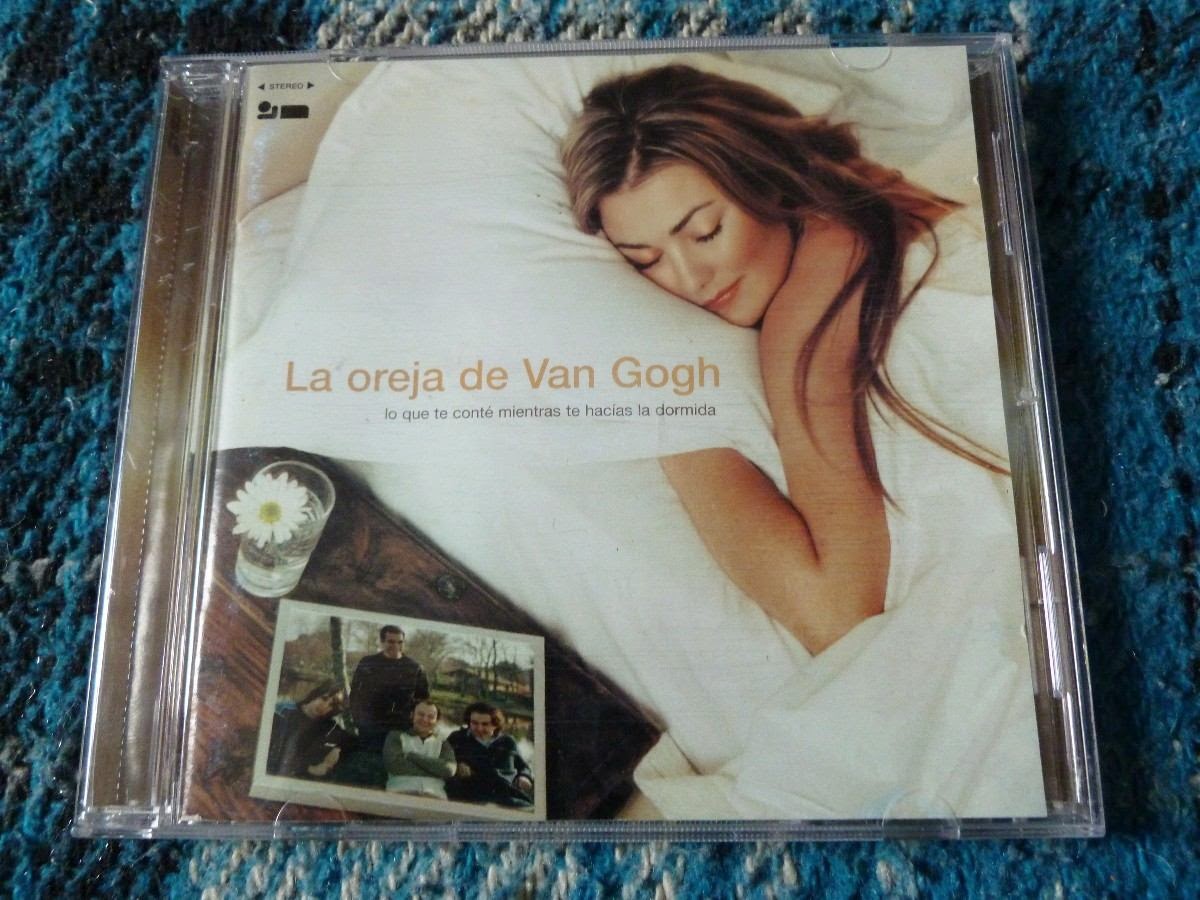 ◄ STEREO ►
La oreja de Van Gogh
lo que te conté mientras te hacías la dormida